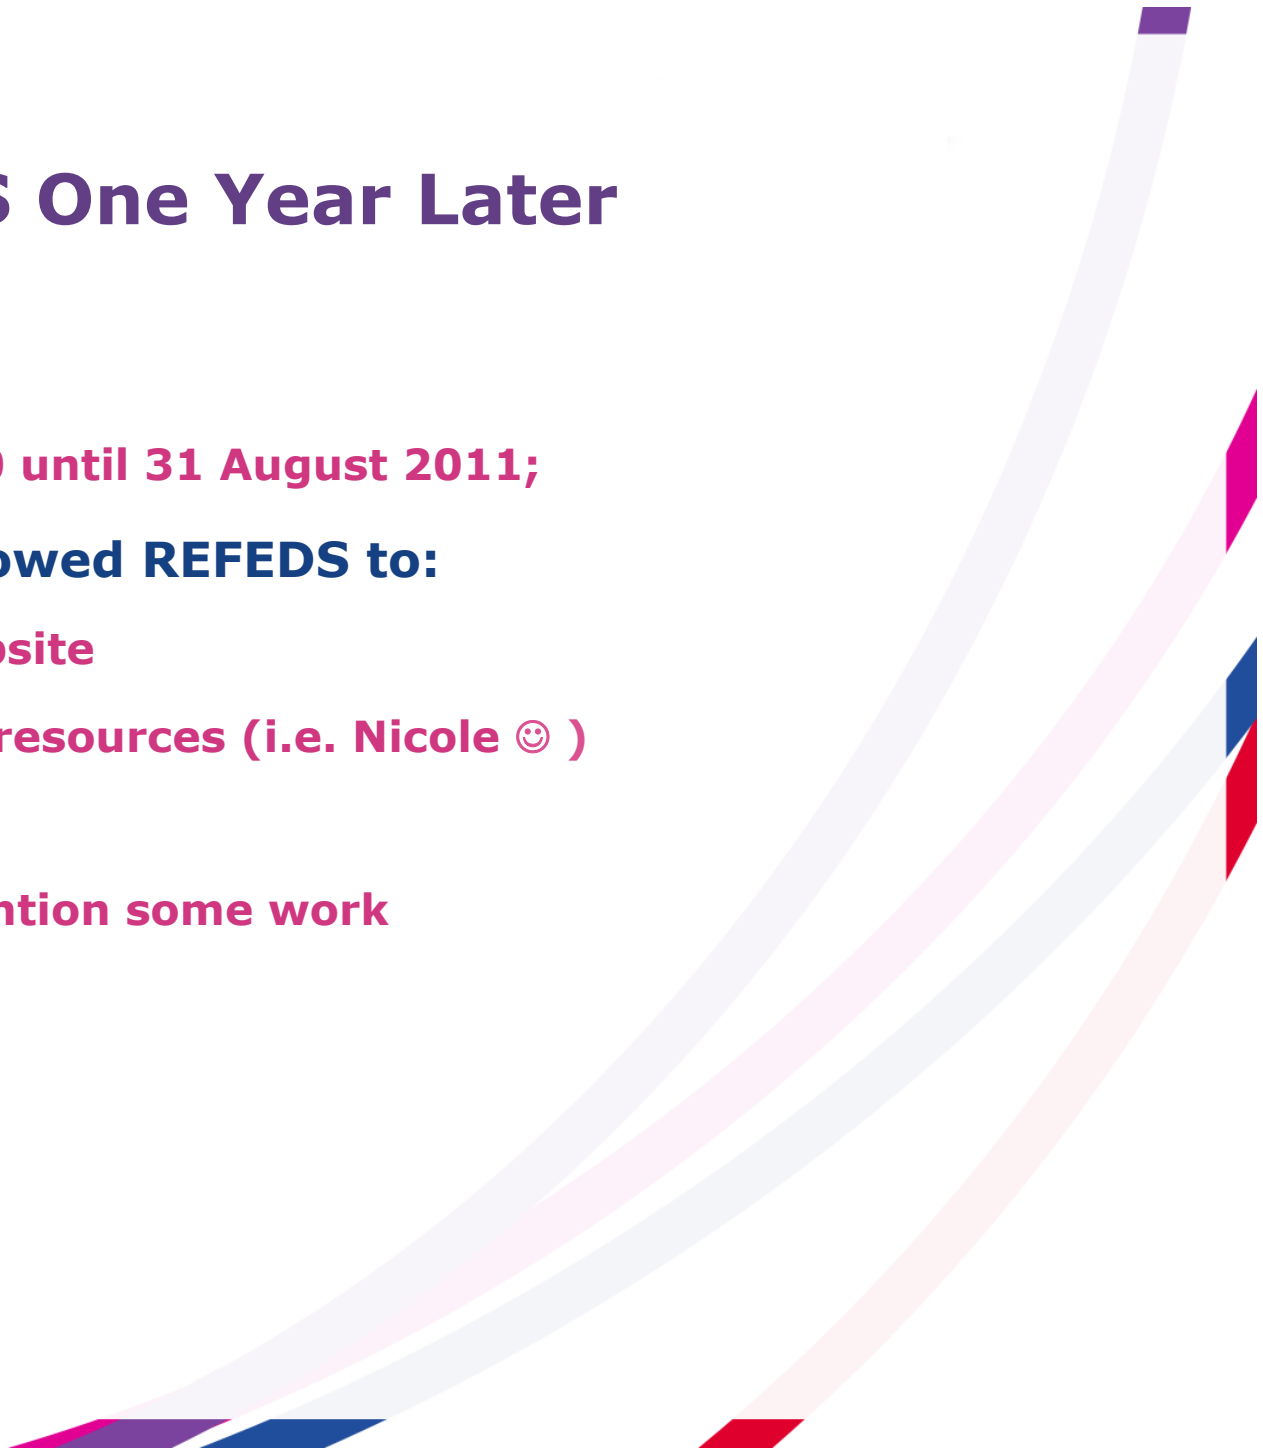 S One Year Later
0 until 31 August 2011;
owed REFEDS to:
bsite
resources (i.e. Nicole ☺ )
ntion some work